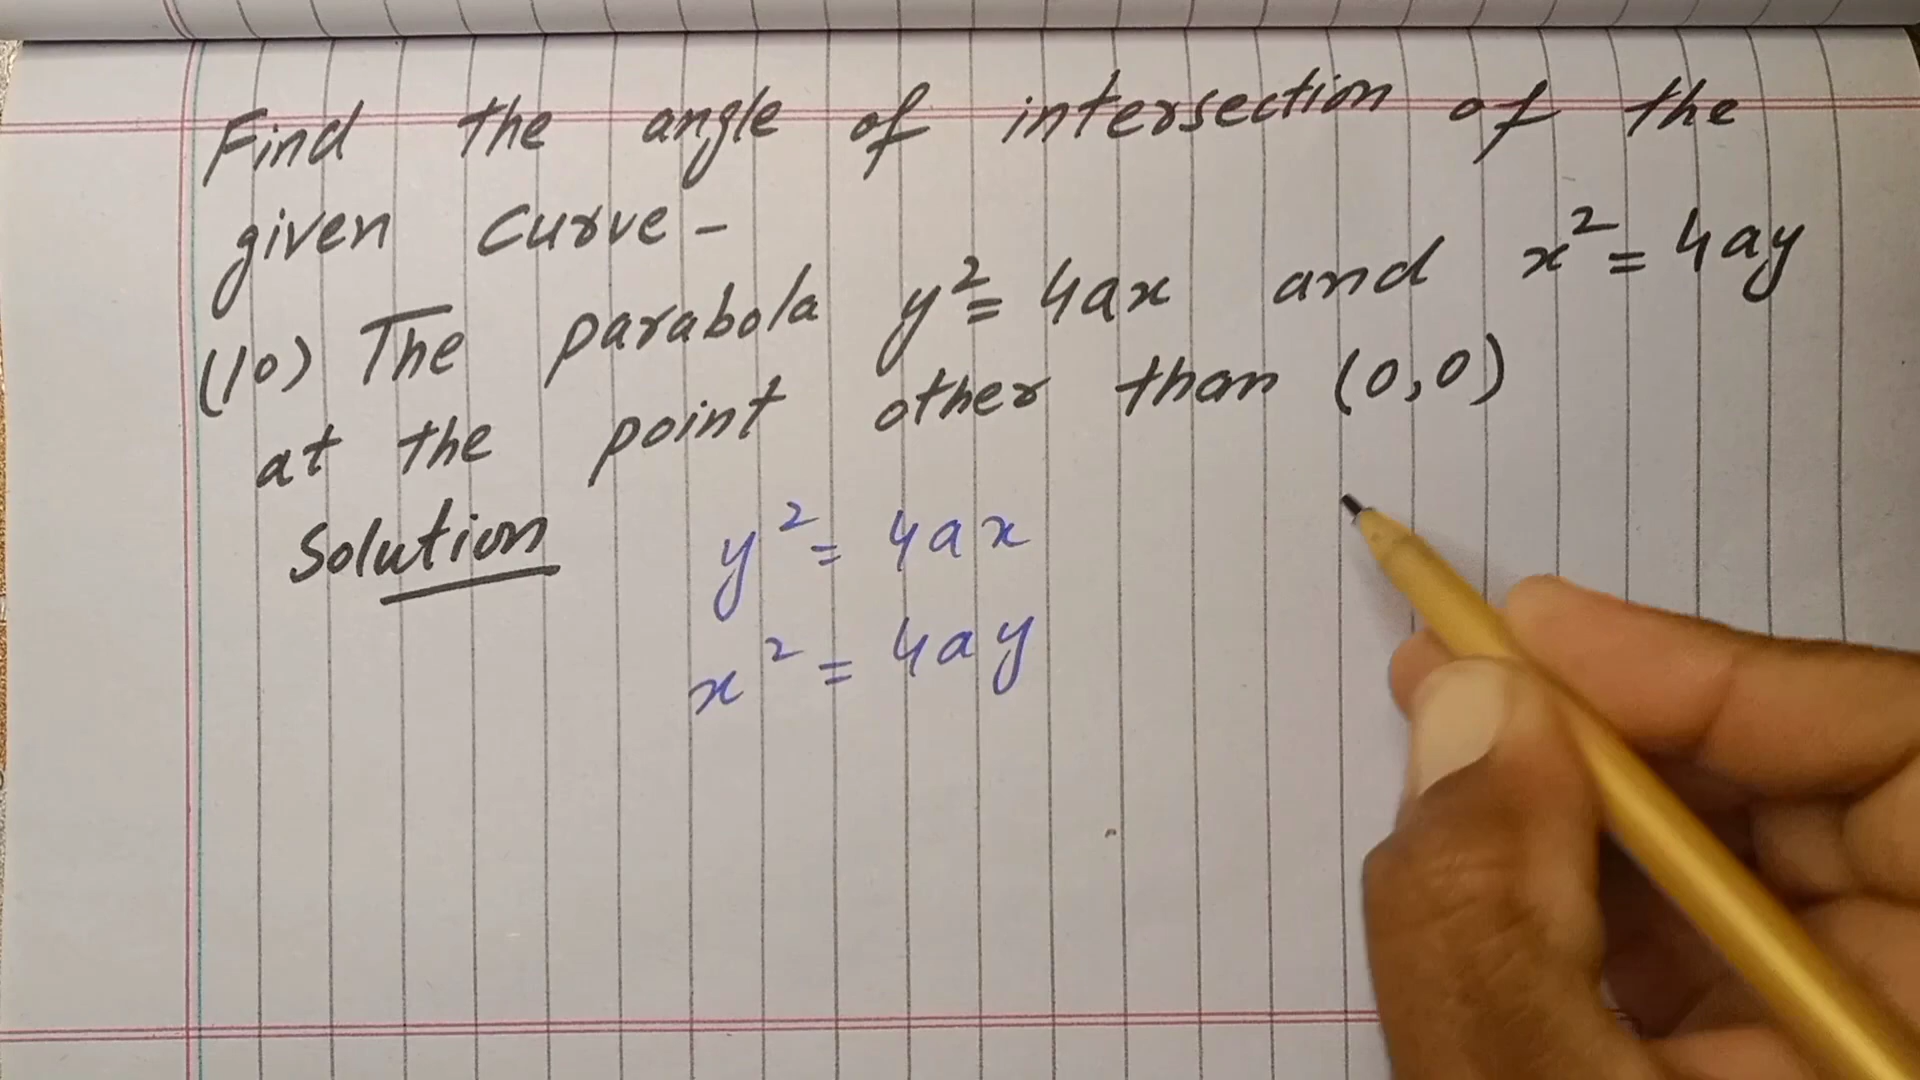 Find the angle of intersection of the
given curve -
(10) The parabola y² = 4ax and x² = 4ay
at the point other than (0,0)
Solution y² = 4ax
x² = 4ay